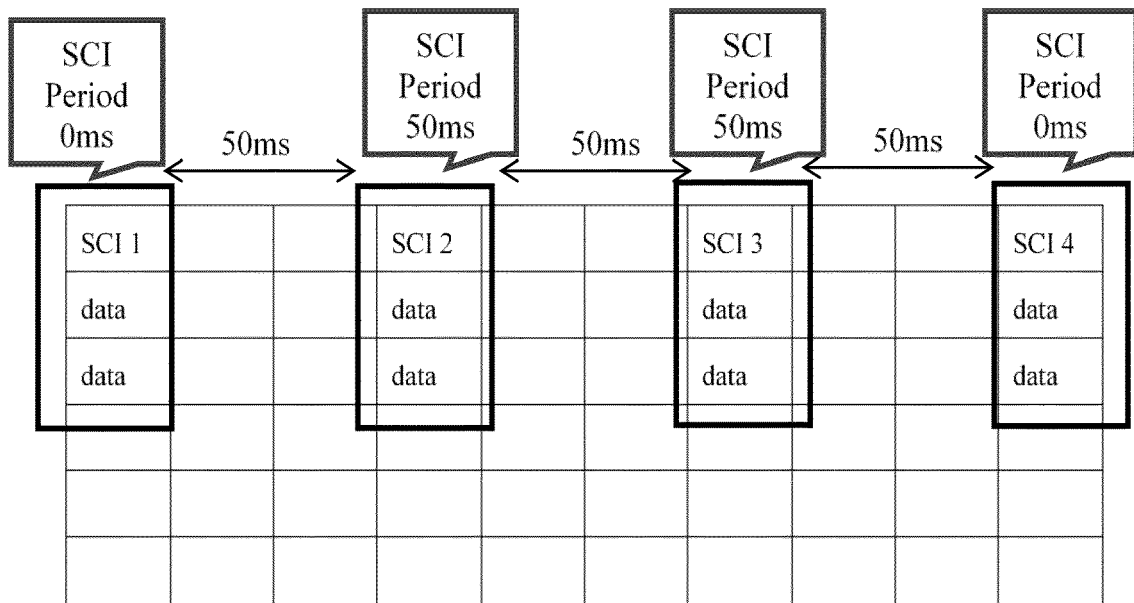 SCI
Period
0ms
SCI
Period
50ms
SCI
Period
50ms
SCI
Period
0ms
50ms
50ms
50ms
SCI 1
SCI 2
SCI 3
SCI 4
data
data
data
data
data
data
data
data